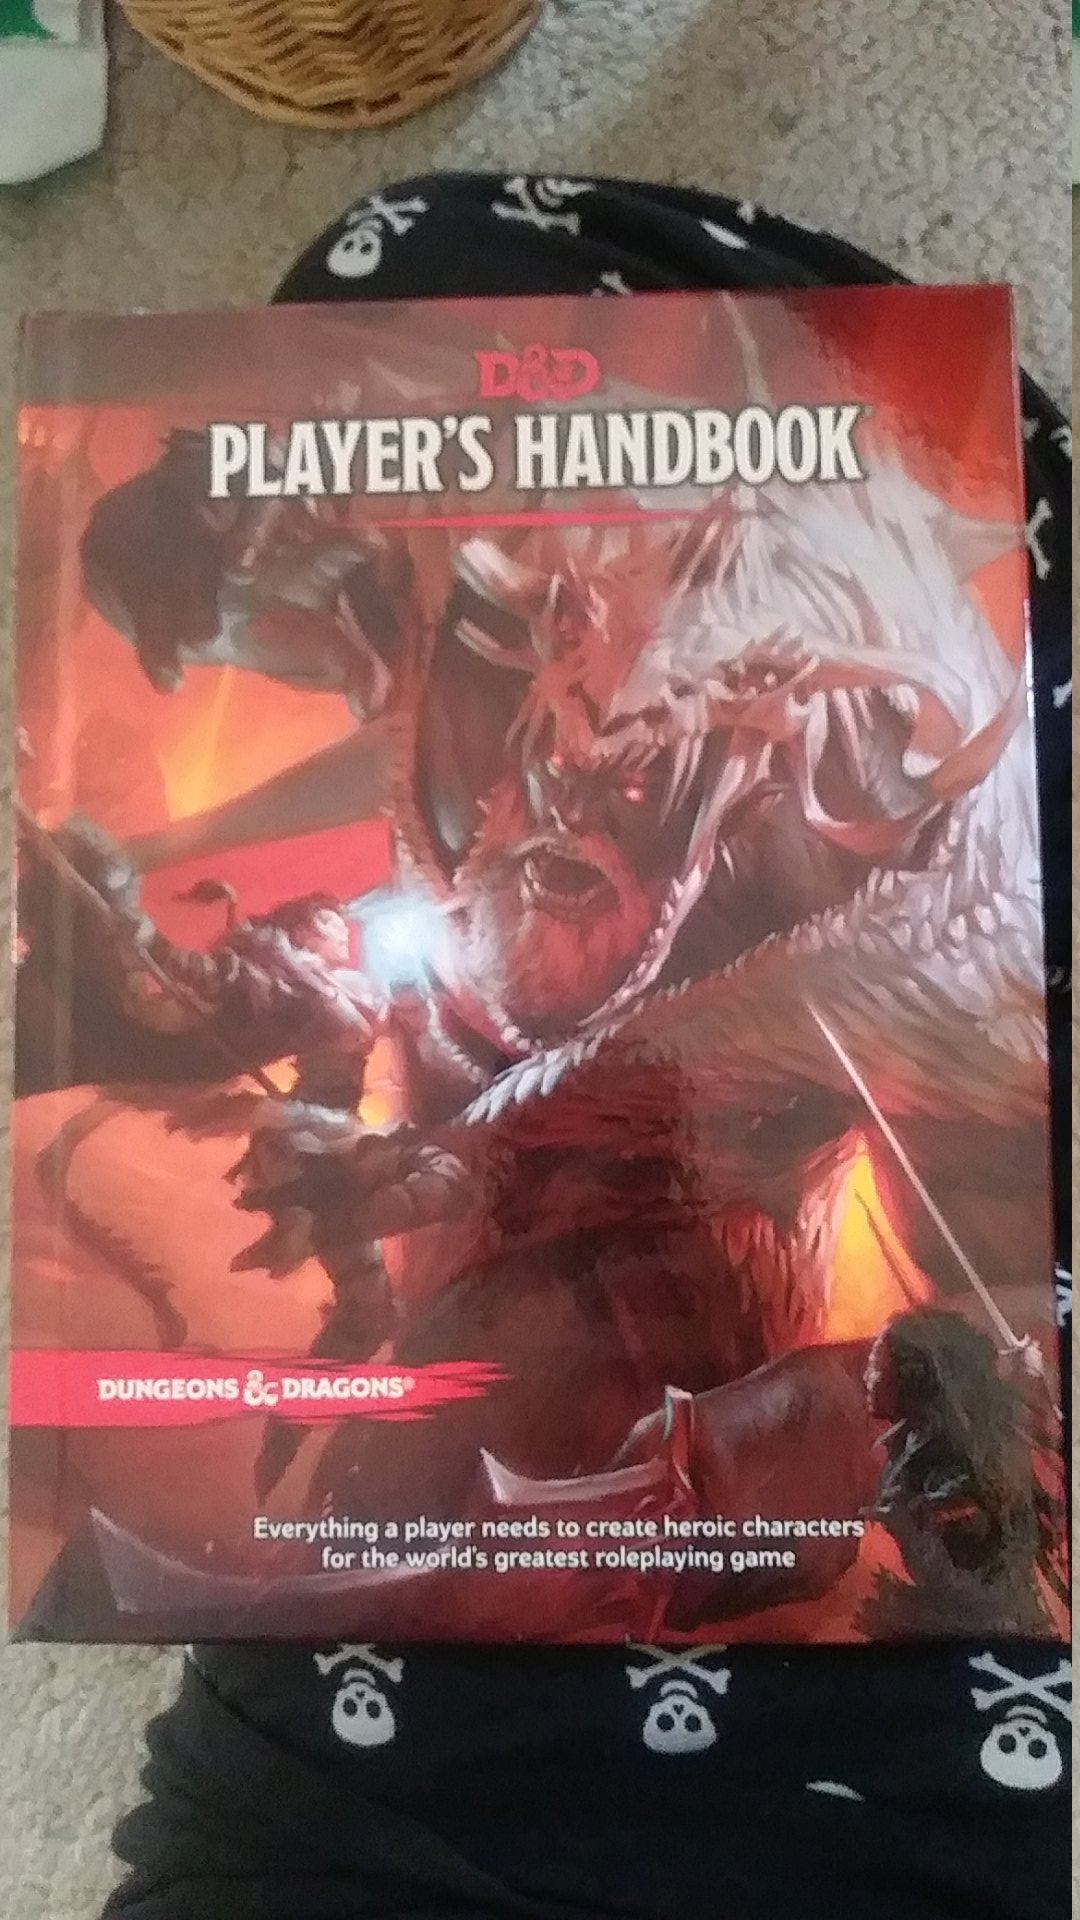 D&D
PLAYER'S HANDBOOK
DUNGEONS & DRAGONS®
Everything a player needs to create heroic characters
for the world's greatest roleplaying game